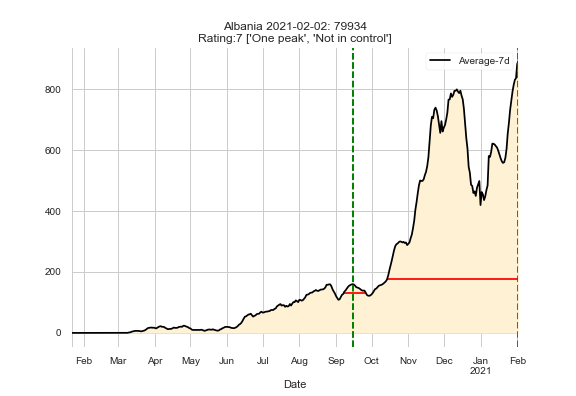 Albania 2021-02-02: 79934
Rating:7 ['One peak', 'Not in control']
Average-7d
800
600
400
200
0
Feb Mar Apr May Jun Jul Aug Sep Oct Nov Dec Jan Feb
2021
Date